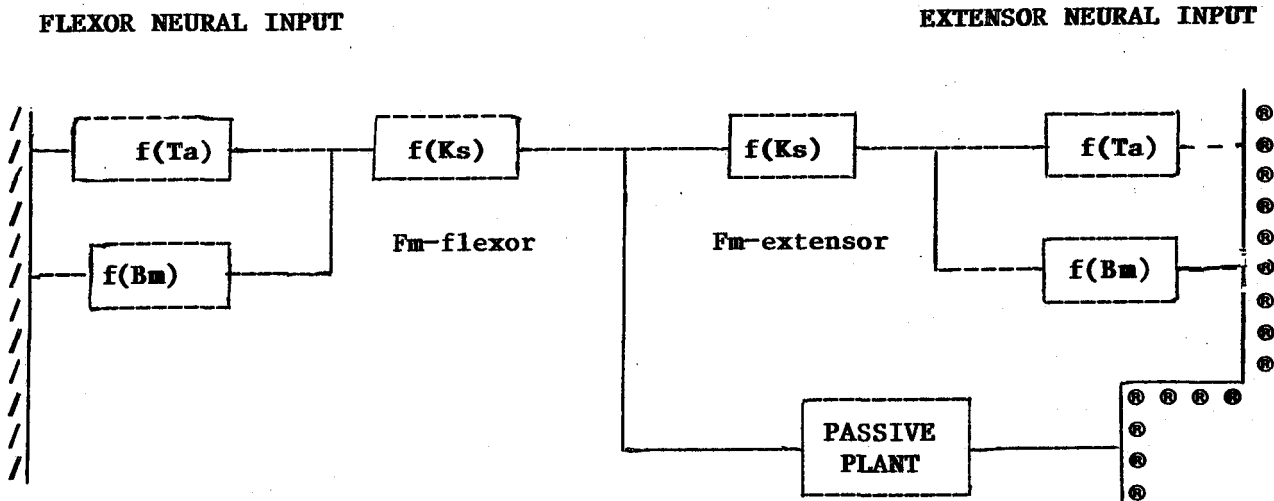 FLEXOR NEURAL INPUT
EXTENSOR NEURAL INPUT
f(Ta)
f(Ks)
f(Ks)
f(Ta)
Fm-flexor
Fm-extensor
f(Bm)
f(Bm)
PASSIVE
PLANT